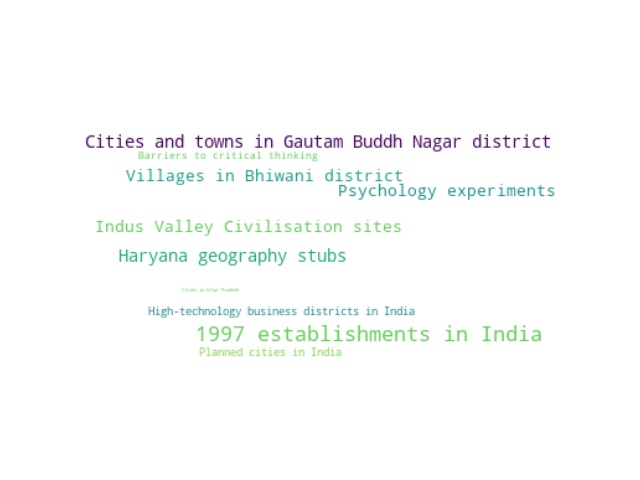 Cities and towns in Gautam Buddh Nagar district
Barriers to critical thinking
Villages in Bhiwani district
Psychology experiments
Indus Valley Civilisation sites
Haryana geography stubs
Cities in Uttar Pradesh
High-technology business districts in India
1997 establishments in India
Planned cities in India